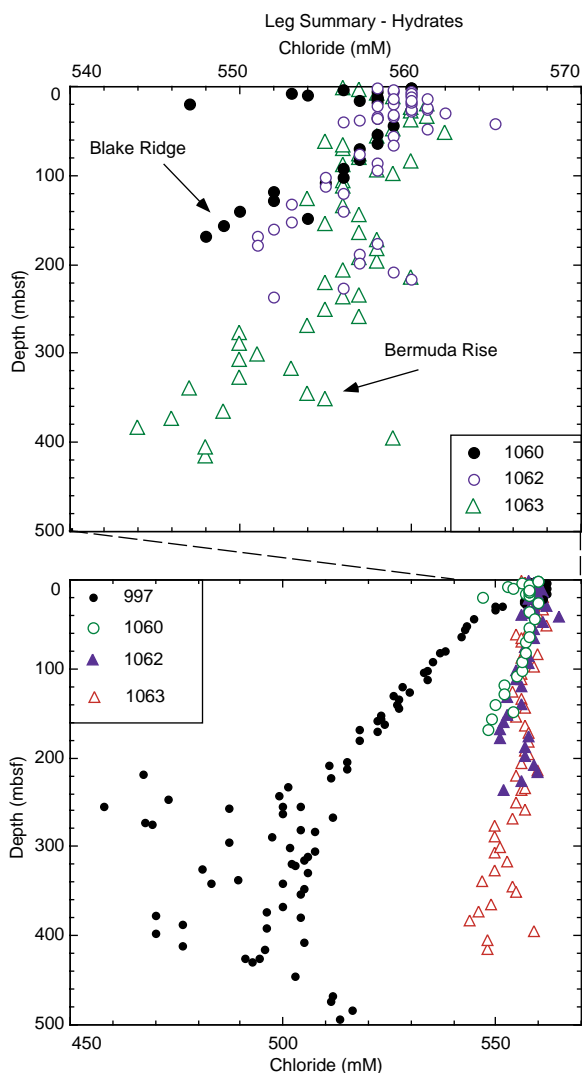 Leg Summary - Hydrates
Chloride (mM)
540 550 560 570
0
Blake Ridge
100
200
Depth (mbsf)
300
Bermuda Rise
400
1060
1062
1063
500
0
997
1060
100
1062
1063
200
Depth (mbsf)
300
400
500
450 500 550
Chloride (mM)